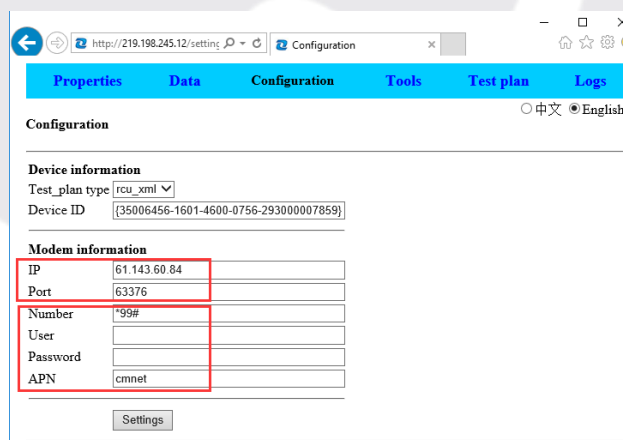 http://219.198.245.12/setting
Configuration
Properties Data Configuration Tools Test plan Logs
中文 English
Configuration
Device information
Test_plan type rcu_xml
Device ID {35006456-1601-4600-0756-293000007859}
Modem information
IP 61.143.60.84
Port 63376
Number *99#
User
Password
APN cmnet
Settings